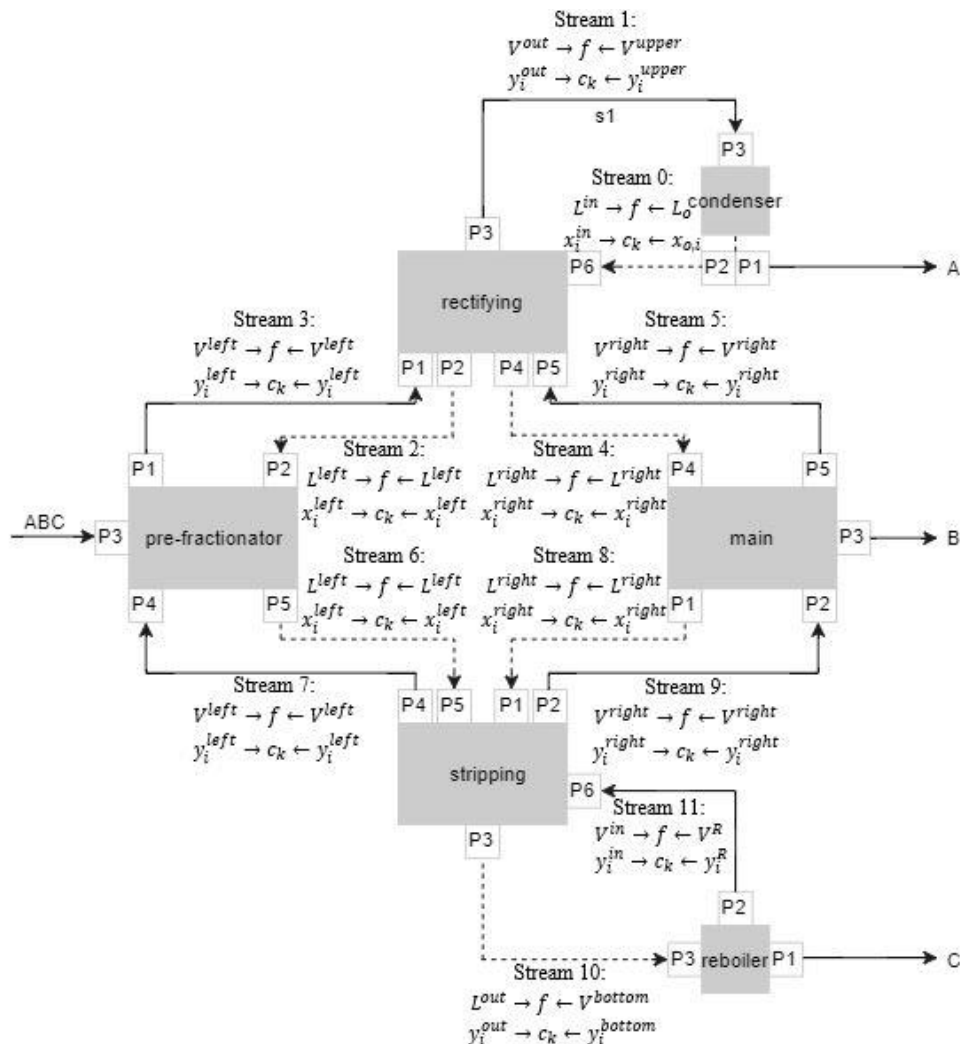 Stream 1:
V^{out} → f ← V^{upper}
y_i^{out} → c_k ← y_i^{upper}
s1
P3
Stream 0:
condenser
L^{in} → f ← L_o
x_i^{in} → c_k ← x_{o,i}
P3
P6
P2 P1
A
rectifying
Stream 3:
V^{left} → f ← V^{left}
y_i^{left} → c_k ← y_i^{left}
Stream 5:
V^{right} → f ← V^{right}
y_i^{right} → c_k ← y_i^{right}
P1 P2 P4 P5
P1 P2
Stream 2:
L^{left} → f ← L^{left}
x_i^{left} → c_k ← x_i^{left}
Stream 4:
L^{right} → f ← L^{right}
x_i^{right} → c_k ← x_i^{right}
P4 P5
ABC
P3
pre-fractionator
main
P3
B
Stream 6:
L^{left} → f ← L^{left}
x_i^{left} → c_k ← x_i^{left}
Stream 8:
L^{right} → f ← L^{right}
x_i^{right} → c_k ← x_i^{right}
P4 P5
P1 P2
Stream 7:
V^{left} → f ← V^{left}
y_i^{left} → c_k ← y_i^{left}
P4 P5 P1 P2
Stream 9:
V^{right} → f ← V^{right}
y_i^{right} → c_k ← y_i^{right}
stripping
P6
P3
Stream 11:
V^{in} → f ← V^R
y_i^{in} → c_k ← y_i^R
P2
P3
reboiler
P1
C
Stream 10:
L^{out} → f ← V^{bottom}
y_i^{out} → c_k ← y_i^{bottom}